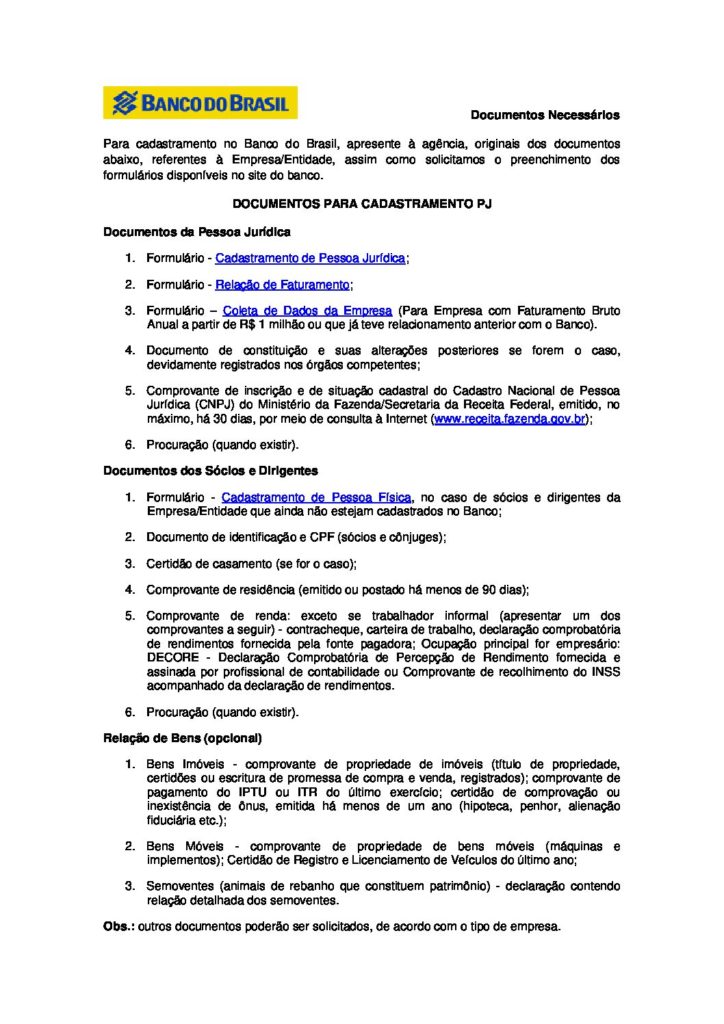 BANCO DO BRASIL
Documentos Necessários
Para cadastramento no Banco do Brasil, apresente à agência, originais dos documentos
abaixo, referentes à Empresa/Entidade, assim como solicitamos o preenchimento dos
formulários disponíveis no site do banco.
DOCUMENTOS PARA CADASTRAMENTO PJ
Documentos da Pessoa Jurídica
1. Formulário - Cadastramento de Pessoa Jurídica;
2. Formulário - Relação de Faturamento;
3. Formulário – Coleta de Dados da Empresa (Para Empresa com Faturamento Bruto
Anual a partir de R$ 1 milhão ou que já teve relacionamento anterior com o Banco).
4. Documento de constituição e suas alterações posteriores se forem o caso,
devidamente registrados nos órgãos competentes;
5. Comprovante de inscrição e de situação cadastral do Cadastro Nacional de Pessoa
Jurídica (CNPJ) do Ministério da Fazenda/Secretaria da Receita Federal, emitido, no
máximo, há 30 dias, por meio de consulta à Internet (www.receita.fazenda.gov.br);
6. Procuração (quando existir).
Documentos dos Sócios e Dirigentes
1. Formulário - Cadastramento de Pessoa Física, no caso de sócios e dirigentes da
Empresa/Entidade que ainda não estejam cadastrados no Banco;
2. Documento de identificação e CPF (sócios e cônjuges);
3. Certidão de casamento (se for o caso);
4. Comprovante de residência (emitido ou postado há menos de 90 dias);
5. Comprovante de renda: exceto se trabalhador informal (apresentar um dos
comprovantes a seguir) - contracheque, carteira de trabalho, declaração comprobatória
de rendimentos fornecida pela fonte pagadora; Ocupação principal for empresário:
DECORE - Declaração Comprobatória de Percepção de Rendimento fornecida e
assinada por profissional de contabilidade ou Comprovante de recolhimento do INSS
acompanhado da declaração de rendimentos.
6. Procuração (quando existir).
Relação de Bens (opcional)
1. Bens Imóveis - comprovante de propriedade de imóveis (título de propriedade,
certidões ou escritura de promessa de compra e venda, registrados); comprovante de
pagamento do IPTU ou ITR do último exercício; certidão de comprovação ou
inexistência de ônus, emitida há menos de um ano (hipoteca, penhor, alienação
fiduciária etc.);
2. Bens Móveis - comprovante de propriedade de bens móveis (máquinas e
implementos); Certidão de Registro e Licenciamento de Veículos do último ano;
3. Semoventes (animais de rebanho que constituem patrimônio) - declaração contendo
relação detalhada dos semoventes.
Obs.: outros documentos poderão ser solicitados, de acordo com o tipo de empresa.